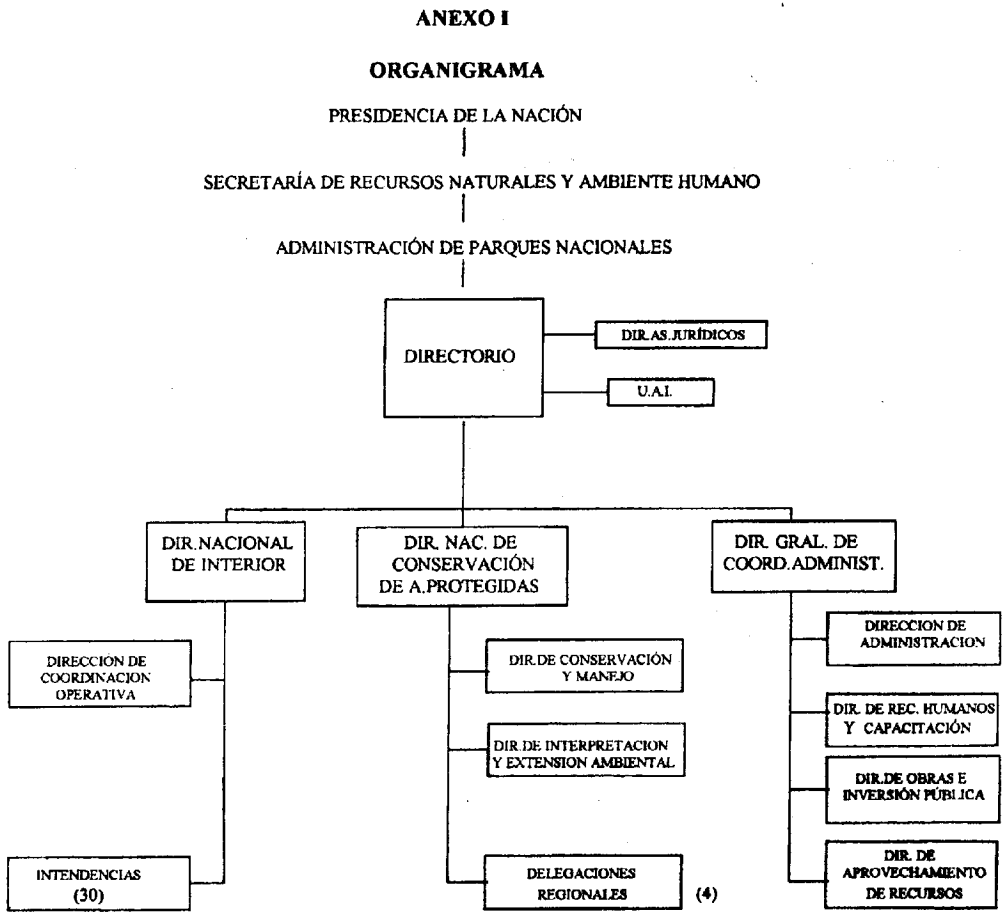 ANEXO I
ORGANIGRAMA
PRESIDENCIA DE LA NACIÓN
SECRETARÍA DE RECURSOS NATURALES Y AMBIENTE HUMANO
ADMINISTRACIÓN DE PARQUES NACIONALES
DIRECTORIO
DIR.AS.JURÍDICOS
U.A.I.
DIR.NACIONAL
DE INTERIOR
DIR. NAC. DE
CONSERVACIÓN
DE A.PROTEGIDAS
DIR. GRAL. DE
COORD.ADMINIST.
DIRECCIÓN DE
COORDINACION
OPERATIVA
INTENDENCIAS
(30)
DIR.DE CONSERVACIÓN
Y MANEJO
DIR.DE INTERPRETACION
Y EXTENSION AMBIENTAL
DELEGACIONES
REGIONALES (4)
DIRECCION DE
ADMINISTRACION
DIR. DE REC. HUMANOS
Y CAPACITACIÓN
DIR.DE OBRAS E
INVERSIÓN PÚBLICA
DIR. DE
APROVECHAMIENTO
DE RECURSOS